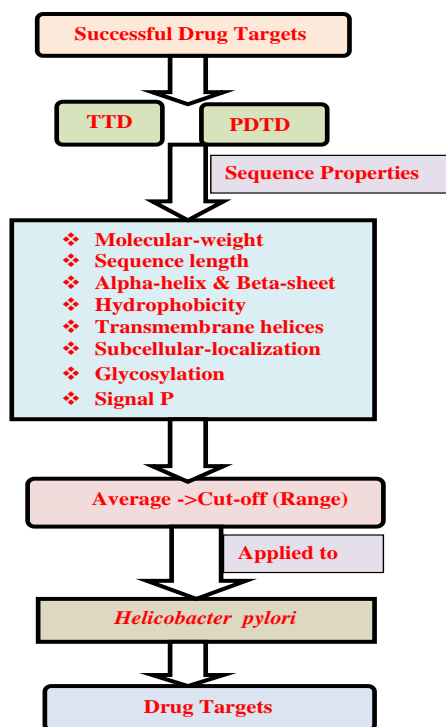 Successful Drug Targets
TTD
PDTD
Sequence Properties
❖ Molecular-weight
❖ Sequence length
❖ Alpha-helix & Beta-sheet
❖ Hydrophobicity
❖ Transmembrane helices
❖ Subcellular-localization
❖ Glycosylation
❖ Signal P
Average ->Cut-off (Range)
Applied to
Helicobacter pylori
Drug Targets